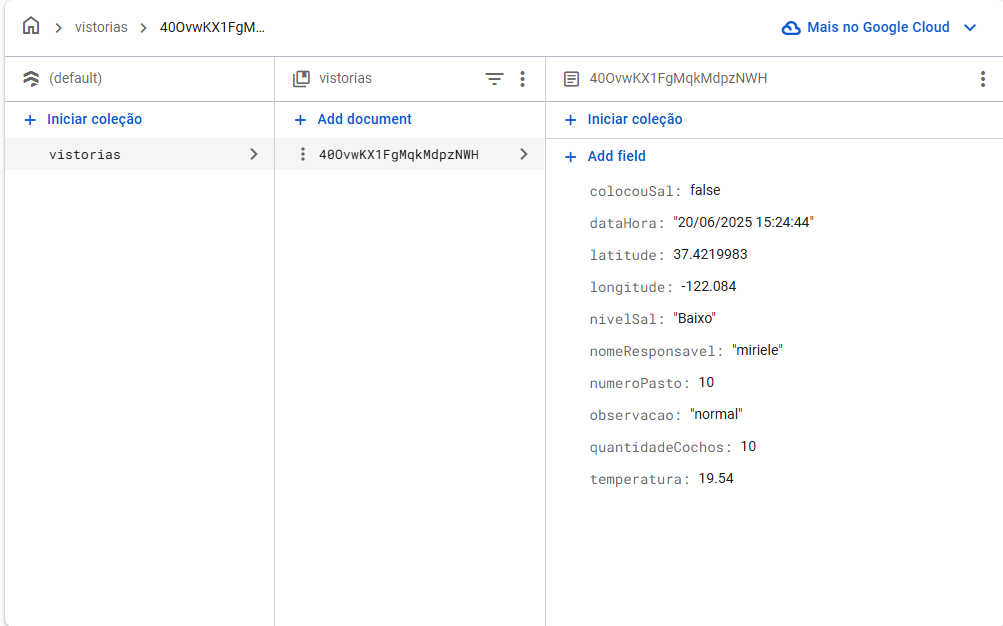 vistorias 40OvwKX1FgM...
Mais no Google Cloud
(default)
vistorias
40OvwKX1FgMqkMdpzNWH
Iniciar coleção
Add document
Iniciar coleção
vistorias
40OvwKX1FgMqkMdpzNWH
Add field
colocouSal: false
dataHora: "20/06/2025 15:24:44"
latitude: 37.4219983
longitude: -122.084
nivelSal: "Baixo"
nomeResponsavel: "miriele"
numeroPasto: 10
observacao: "normal"
quantidadeCochos: 10
temperatura: 19.54